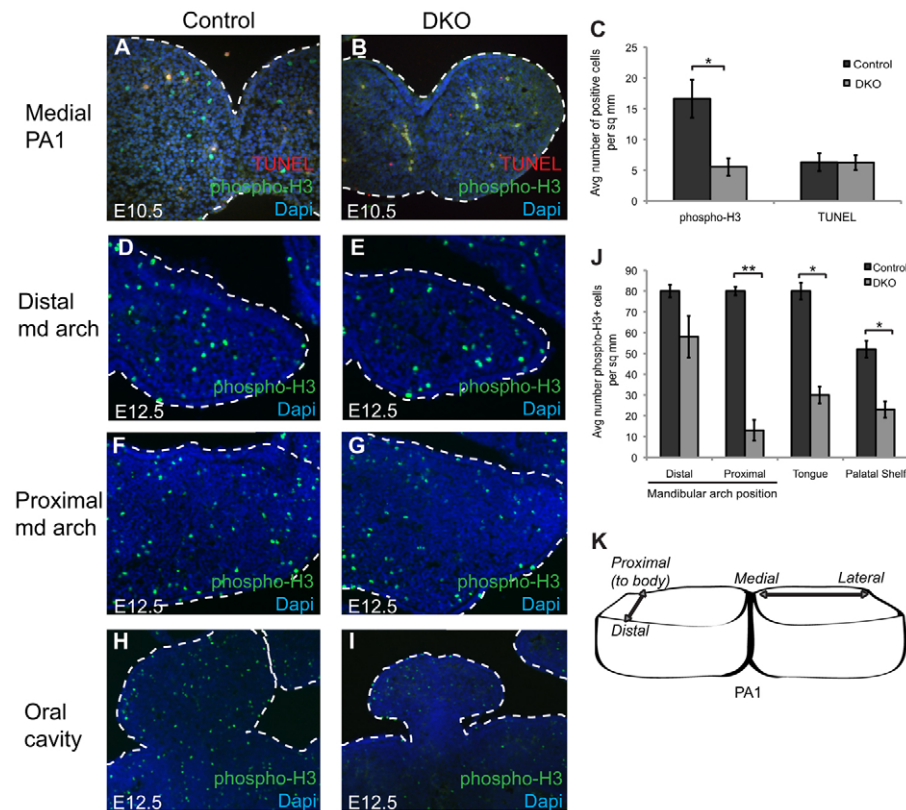 Control
DKO
Medial
PA1
A
TUNEL
phospho-H3
E10.5
Dapi
B
TUNEL
phospho-H3
E10.5
Dapi
C
Avg number of positive cells
per sq mm
25
20
15
10
5
0
*
Control
DKO
phospho-H3
TUNEL
Distal
md arch
D
phospho-H3
E12.5
Dapi
E
phospho-H3
E12.5
Dapi
Proximal
md arch
F
phospho-H3
E12.5
Dapi
G
phospho-H3
E12.5
Dapi
Oral
cavity
H
phospho-H3
E12.5
Dapi
I
phospho-H3
E12.5
Dapi
J
Avg number phospho-H3+ cells
per sq mm
90
80
70
60
50
40
30
20
10
0
**
*
*
Control
DKO
Distal
Proximal
Tongue
Palatal Shelf
Mandibular arch position
K
Proximal
(to body)
Medial
Lateral
Distal
PA1